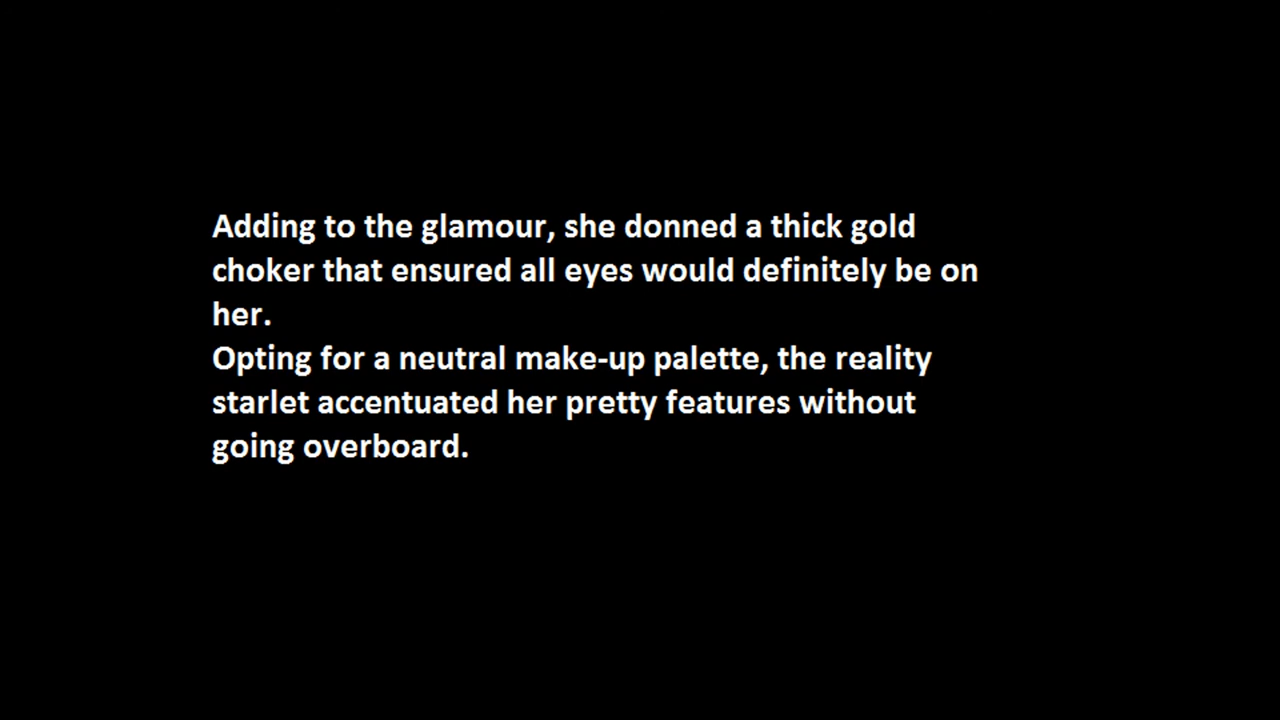 Adding to the glamour, she donned a thick gold
choker that ensured all eyes would definitely be on
her.
Opting for a neutral make-up palette, the reality
starlet accentuated her pretty features without
going overboard.